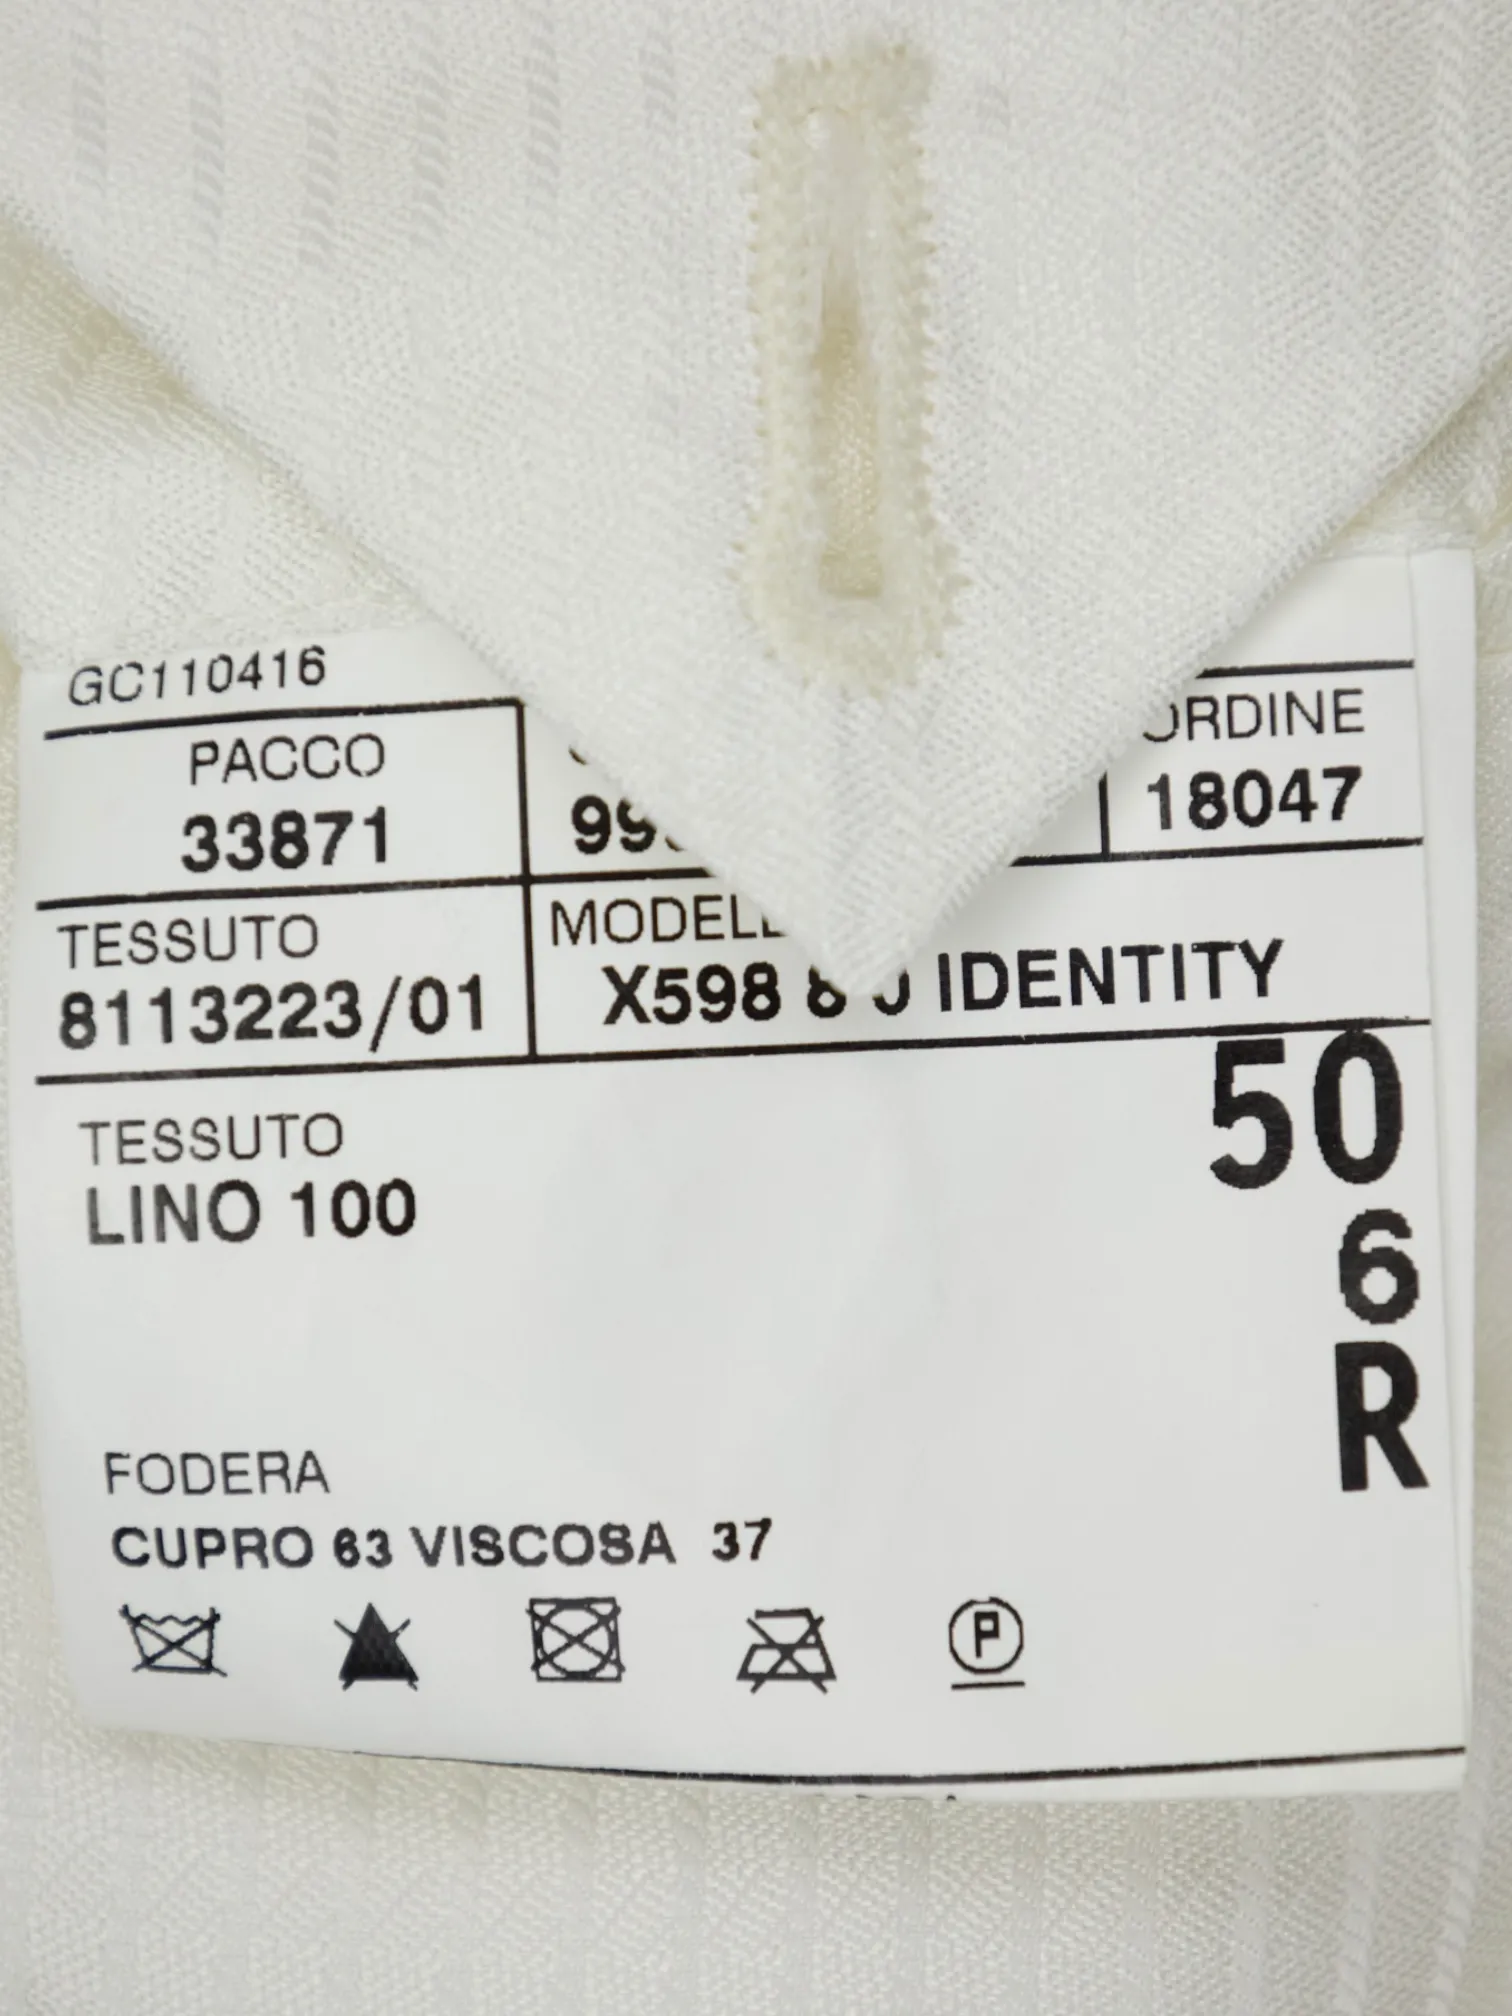 GC110416
PACCO
ORDINE
33871
18047
TESSUTO
8113223/01
X598
IDENTITY
50
6
R
TESSUTO
LINO 100
FODERA
CUPRO 63 VISCOSA 37
P